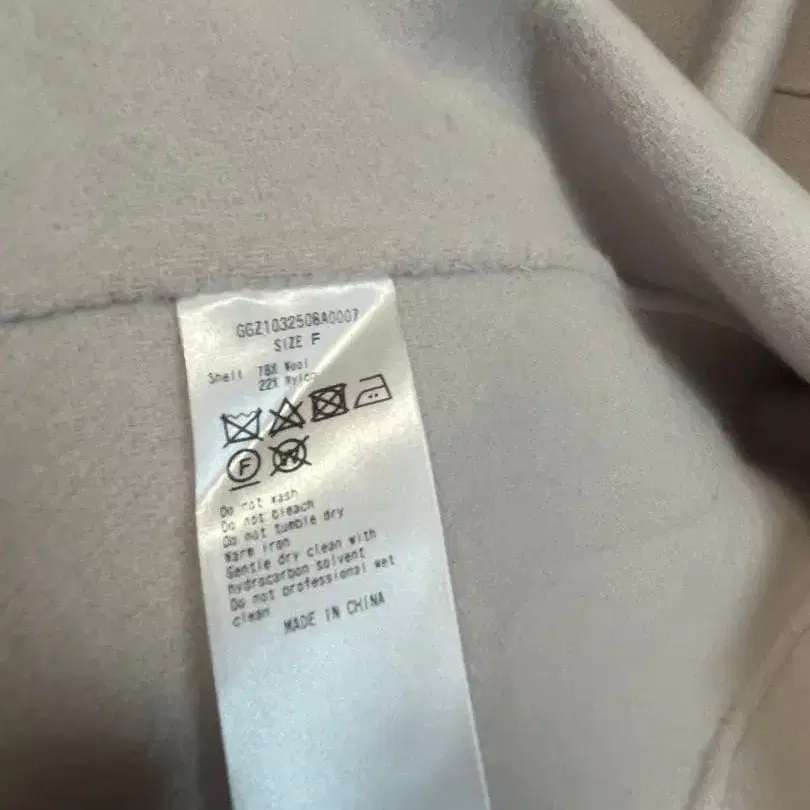 GGZ1032508A0007
SIZE F
Shell 78% Wool
22% Nylon
F
W
Do not wash
Do not bleach
Do not tumble dry
Warm iron
Gentle dry clean with
hydrocarbon solvent
Do not professional wet
clean
MADE IN CHINA